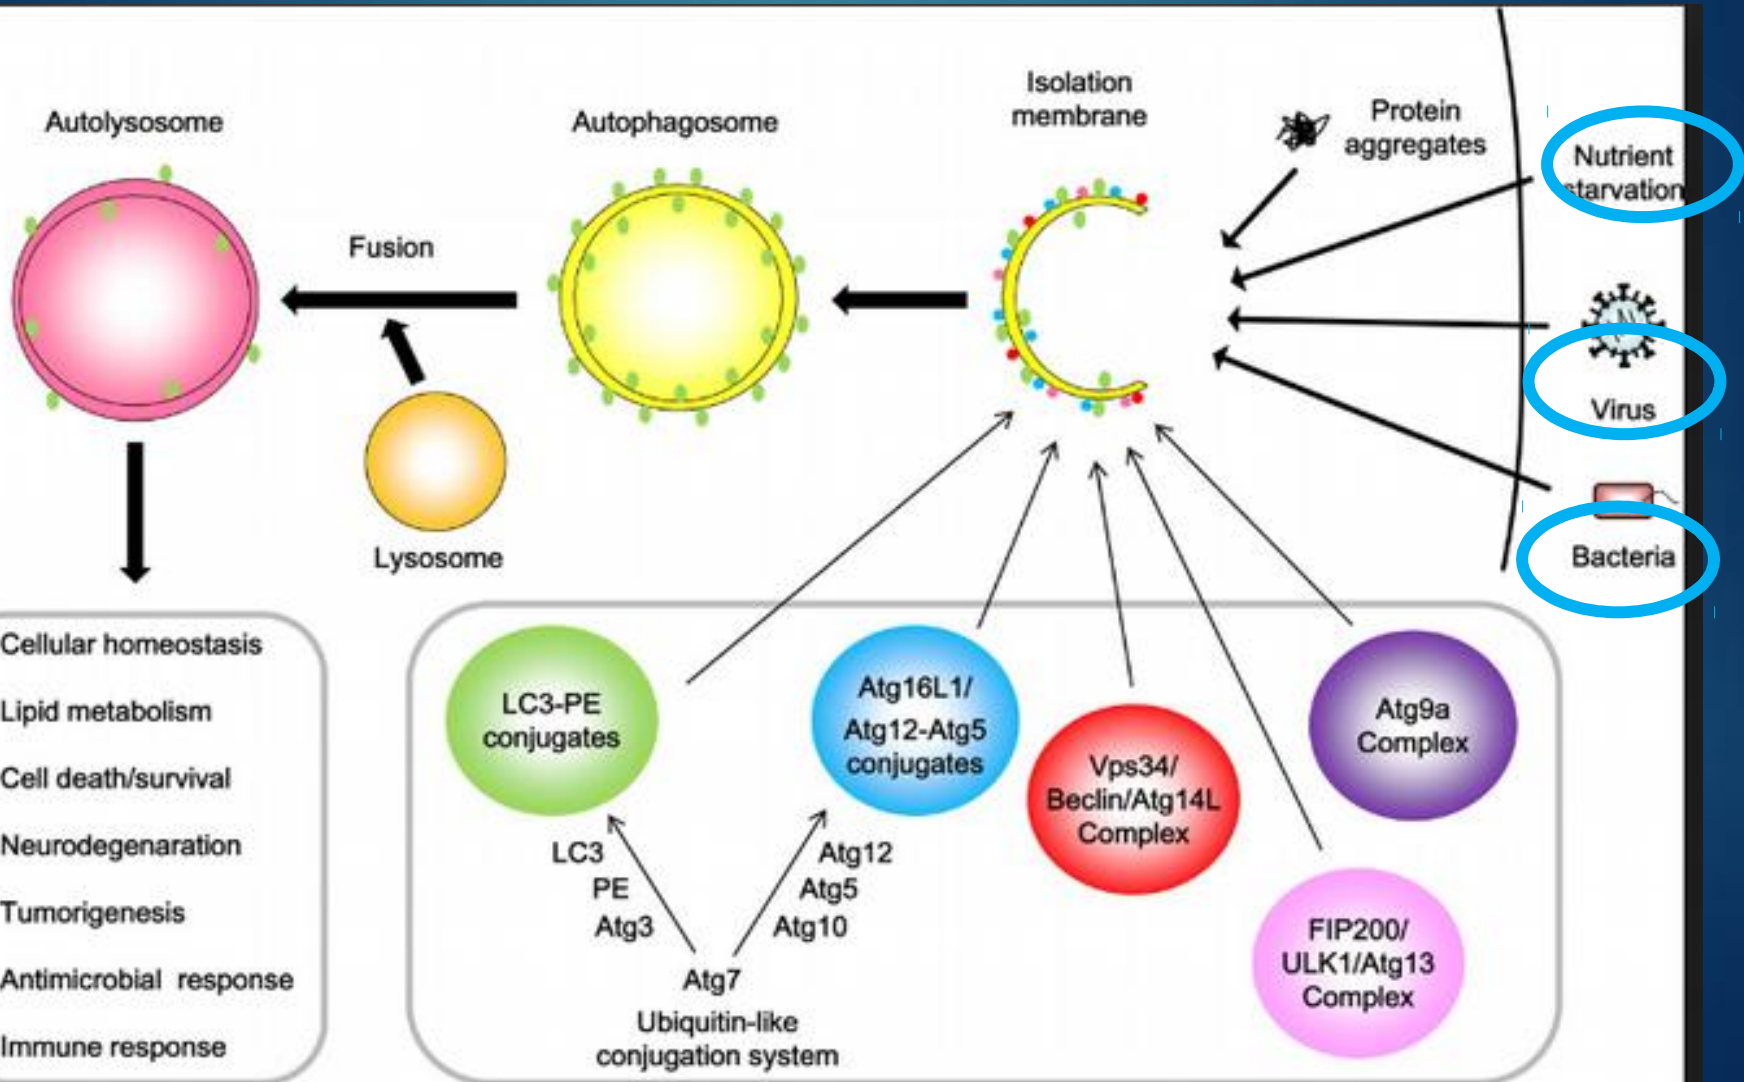 Autolysosome
Autophagosome
Isolation
membrane
Protein
aggregates
Nutrient
starvation
Fusion
Virus
Lysosome
Bacteria
Cellular homeostasis
Lipid metabolism
Cell death/survival
Neurodegenaration
Tumorigenesis
Antimicrobial response
Immune response
LC3-PE
conjugates
Atg16L1/
Atg12-Atg5
conjugates
Vps34/
Beclin/Atg14L
Complex
Atg9a
Complex
FIP200/
ULK1/Atg13
Complex
LC3
PE
Atg3
Atg12
Atg5
Atg10
Atg7
Ubiquitin-like
conjugation system